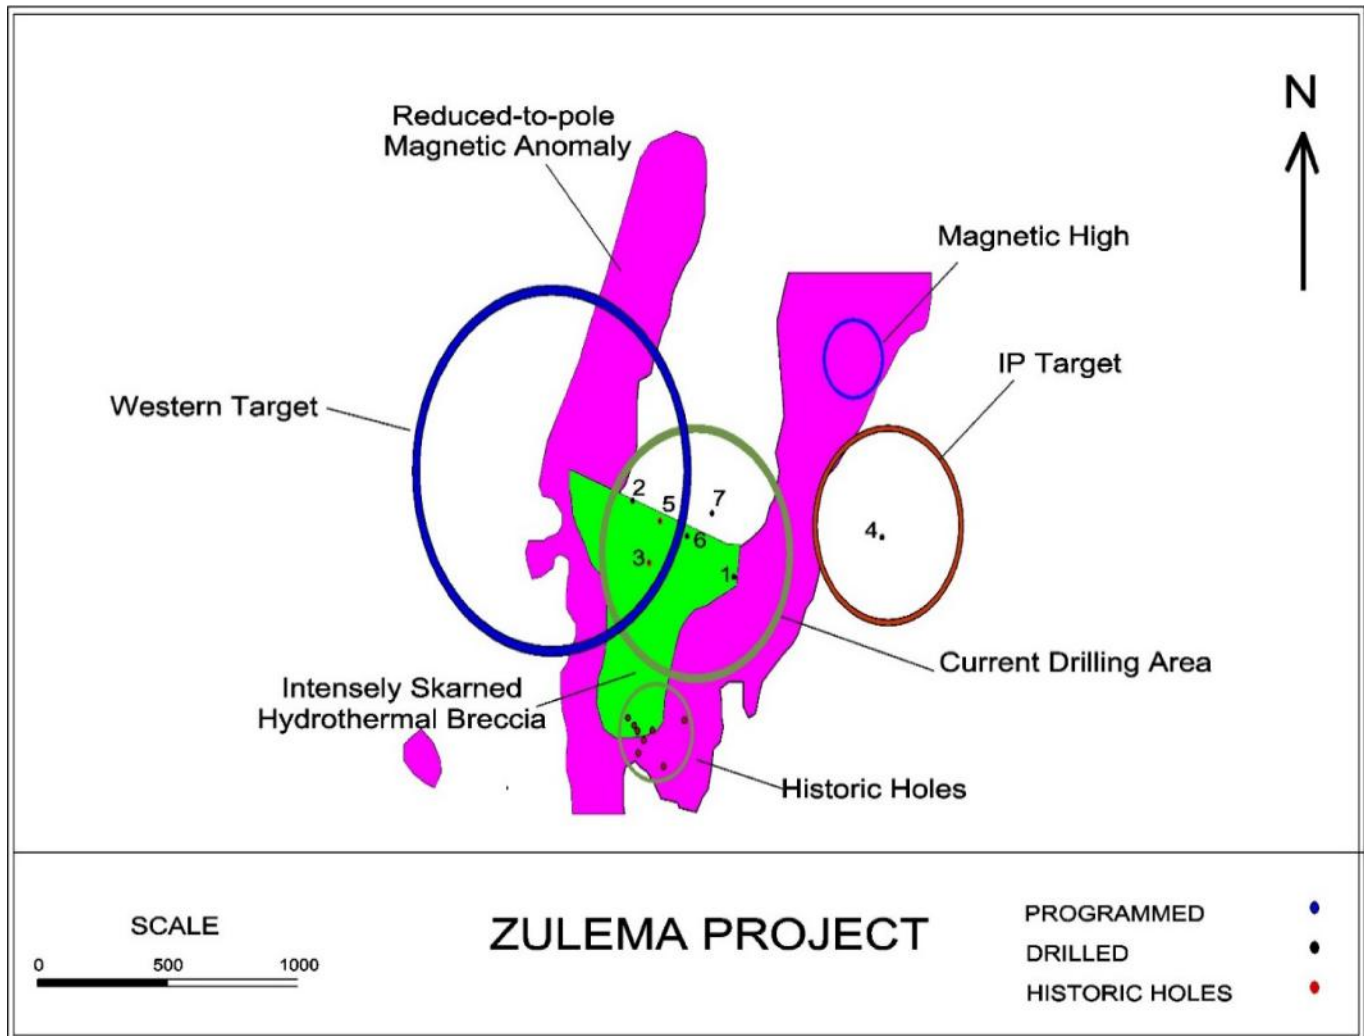 N
Reduced-to-pole
Magnetic Anomaly
Magnetic High
IP Target
Western Target
2
5
7
6
4
3
1
Current Drilling Area
Intensely Skarned
Hydrothermal Breccia
Historic Holes
SCALE
0 500 1000
ZULEMA PROJECT
PROGRAMMED
DRILLED
HISTORIC HOLES